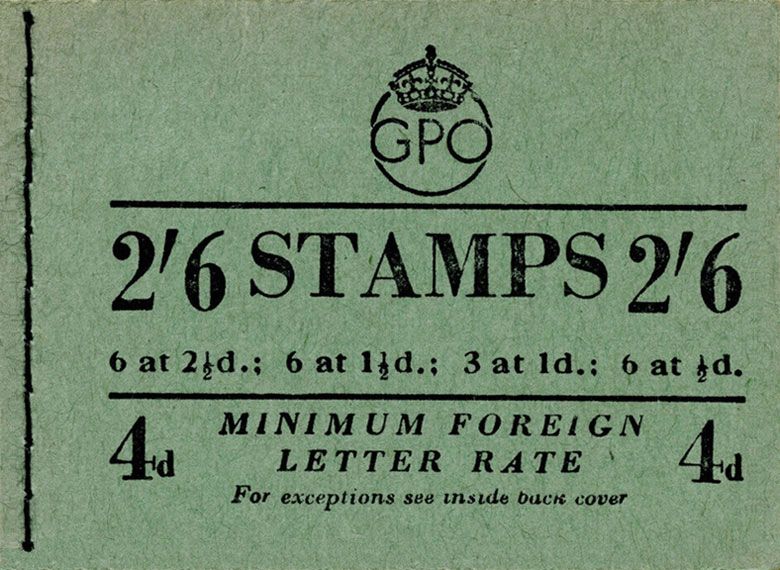 GPO
2'6 STAMPS 2'6
6 at 2½d.; 6 at 1½d.; 3 at 1d.; 6 at ½d.
4d MINIMUM FOREIGN 4d
LETTER RATE
For exceptions see inside back cover